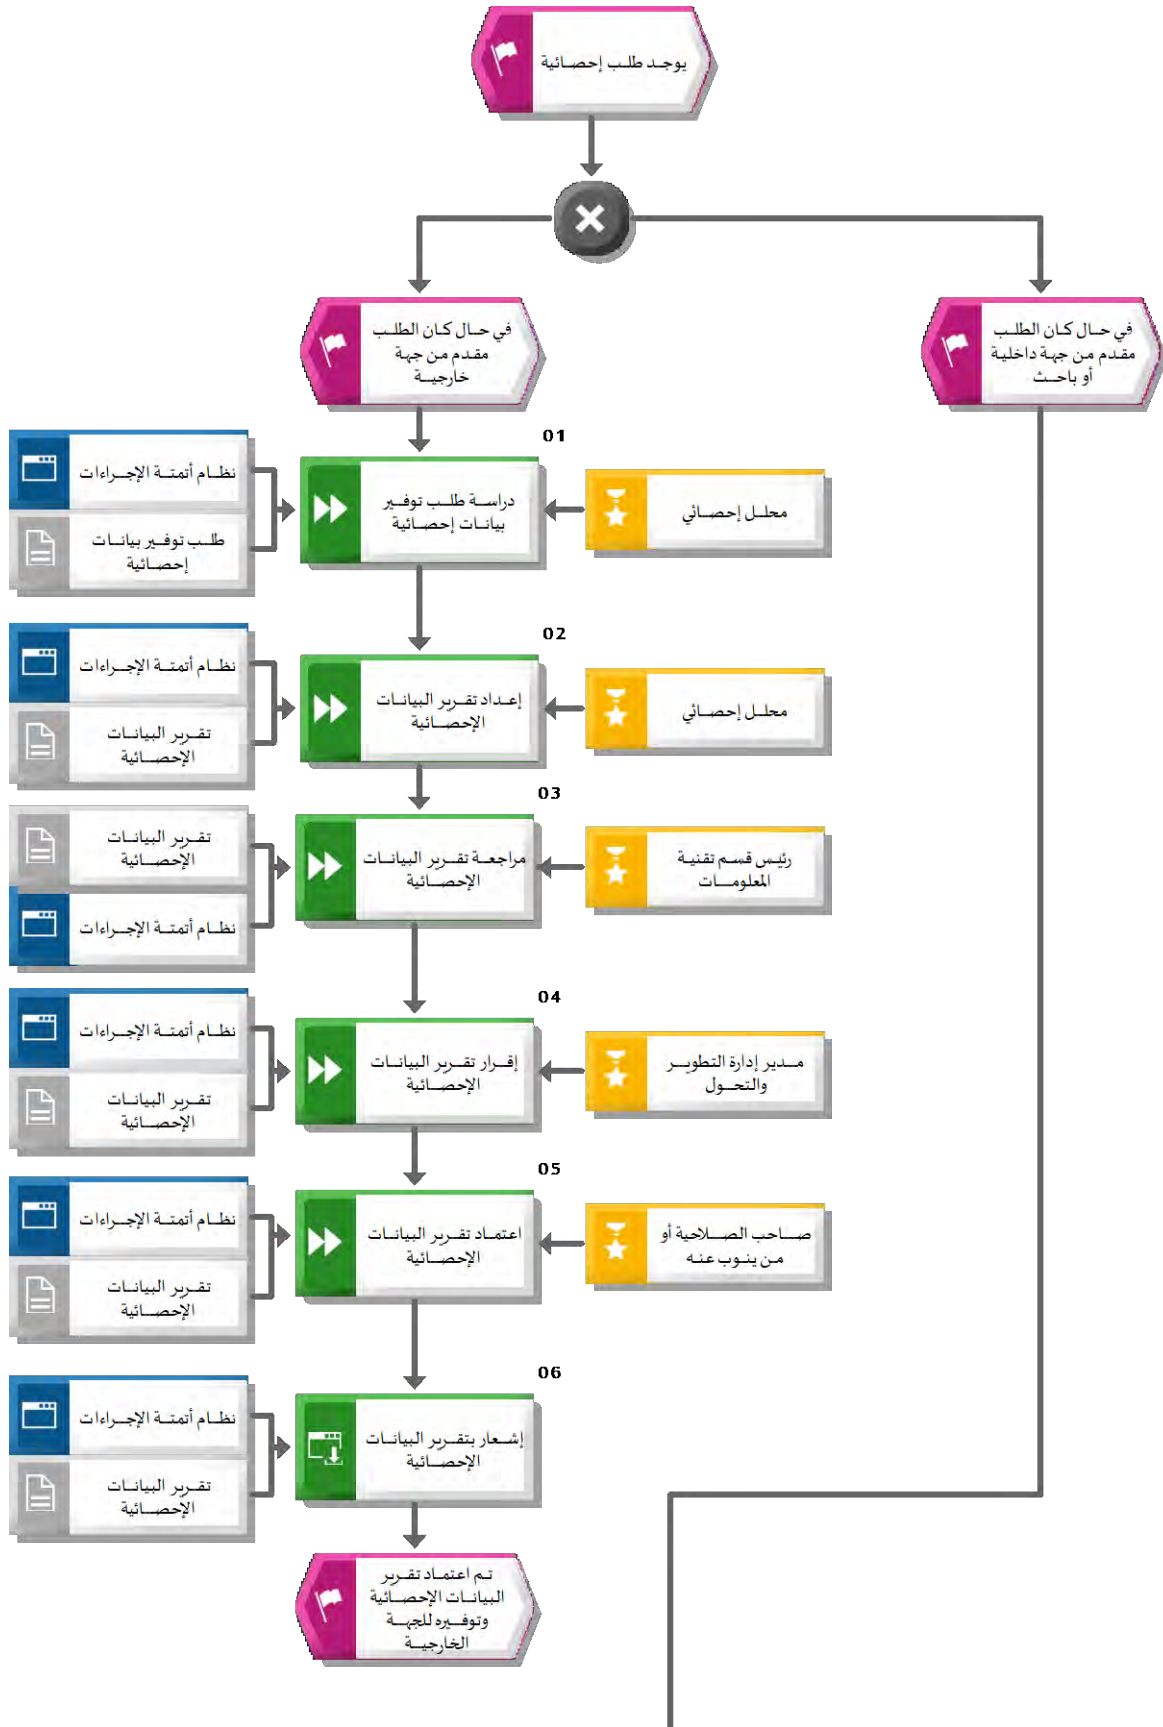 يوجد طلب إحصائية
في حال كان الطلب
مقدم من جهة داخلية
أو باحث
في حال كان الطلب
مقدم من جهة
خارجية
01
محلل إحصائي
دراسة طلب توفير
بيانات إحصائية
نظام أتمتة الإجراءات
طلب توفير بيانات
إحصائية
02
محلل إحصائي
إعداد تقرير البيانات
الإحصائية
نظام أتمتة الإجراءات
تقرير البيانات
الإحصائية
03
رئيس قسم تقنية
المعلومات
مراجعة تقرير البيانات
الإحصائية
تقرير البيانات
الإحصائية
نظام أتمتة الإجراءات
04
مدير إدارة التطوير
والتحول
إقرار تقرير البيانات
الإحصائية
نظام أتمتة الإجراءات
تقرير البيانات
الإحصائية
05
صاحب الصلاحية أو
من ينوب عنه
اعتماد تقرير البيانات
الإحصائية
نظام أتمتة الإجراءات
تقرير البيانات
الإحصائية
06
إشعار بتقرير البيانات
الإحصائية
نظام أتمتة الإجراءات
تقرير البيانات
الإحصائية
تم اعتماد تقرير
البيانات الإحصائية
وتوفيره للجهة
الخارجية